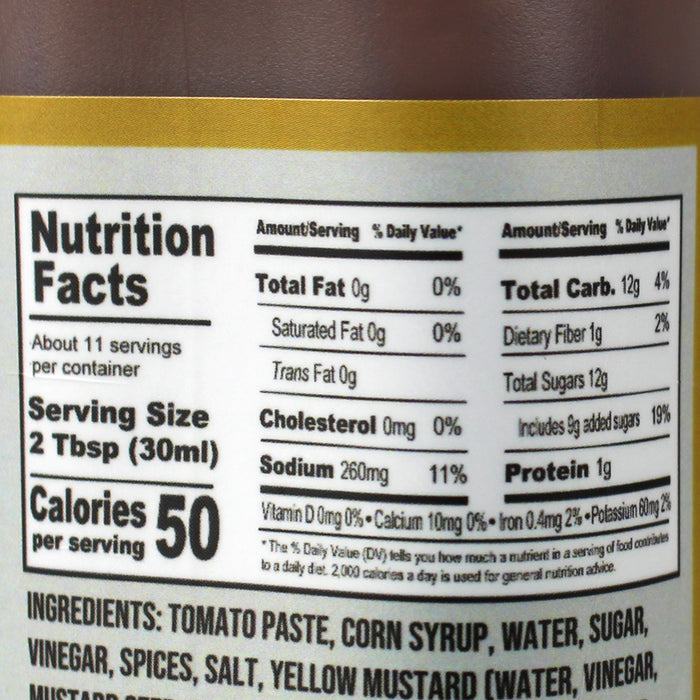 Nutrition
Facts
About 11 servings
per container
Serving Size
2 Tbsp (30ml)
Calories 50
per serving
Amount/Serving % Daily Value*
Total Fat 0g 0%
Saturated Fat 0g 0%
Trans Fat 0g
Cholesterol 0mg 0%
Sodium 260mg 11%
Amount/Serving % Daily Value*
Total Carb. 12g 4%
Dietary Fiber 1g 2%
Total Sugars 12g
Includes 9g added sugars 19%
Protein 1g
Vitamin D 0mg 0% • Calcium 10mg 0% • Iron 0.4mg 2% • Potassium 60mg 2%
*The % Daily Value (DV) tells you how much a nutrient in a serving of food contributes
to a daily diet. 2,000 calories a day is used for general nutrition advice.
INGREDIENTS: TOMATO PASTE, CORN SYRUP, WATER, SUGAR,
VINEGAR, SPICES, SALT, YELLOW MUSTARD (WATER, VINEGAR,